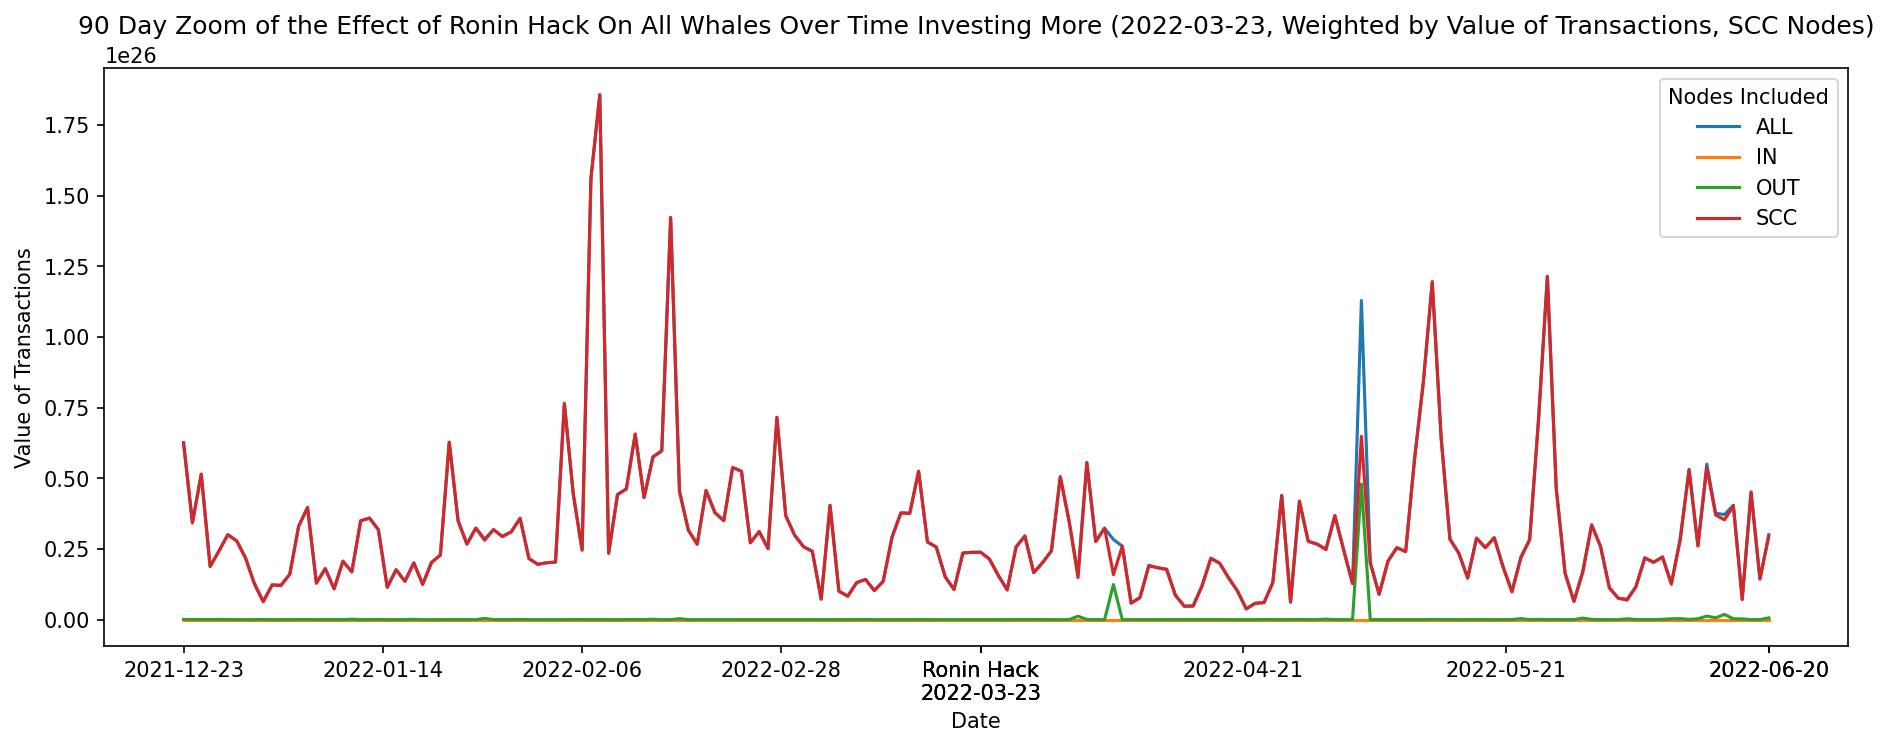 90 Day Zoom of the Effect of Ronin Hack On All Whales Over Time Investing More (2022-03-23, Weighted by Value of Transactions, SCC Nodes)
1e26
Nodes Included
ALL
IN
OUT
SCC
1.75
1.50
1.25
1.00
0.75
0.50
0.25
0.00
Value of Transactions
2021-12-23 2022-01-14 2022-02-06 2022-02-28 Ronin Hack 2022-04-21 2022-05-21 2022-06-20
2022-03-23
Date